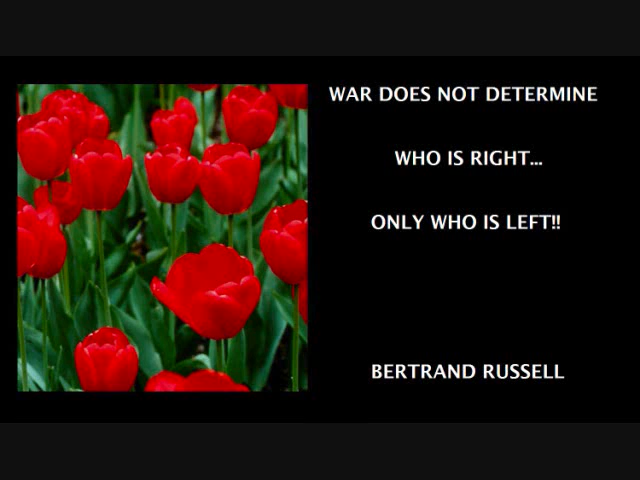 WAR DOES NOT DETERMINE
WHO IS RIGHT...
ONLY WHO IS LEFT!!
BERTRAND RUSSELL